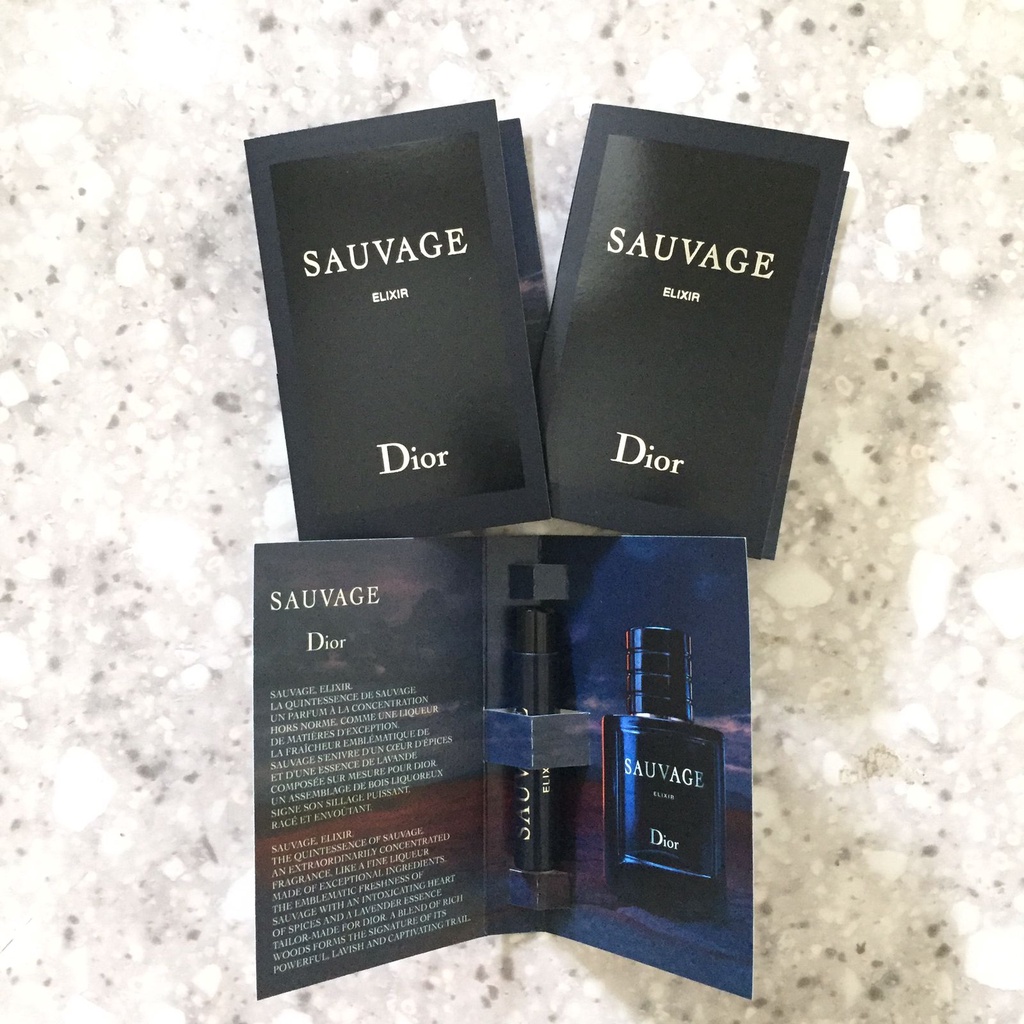 SAUVAGE
ELIXIR
Dior
SAUVAGE
ELIXIR
Dior
SAUVAGE
Dior
SAUVAGE. ELIXIR.
LA QUINTESSENCE DE SAUVAGE
UN PARFUM À LA CONCENTRATION
HORS NORME, COMME UNE LIQUEUR
DE MATIÈRES D'EXCEPTION.
LA FRAÎCHEUR EMBLÉMATIQUE DE
SAUVAGE S'ENIVRE D'UN CŒUR D'ÉPICES
ET D'UNE ESSENCE DE LAVANDE
COMPOSÉE SUR MESURE POUR DIOR.
UN ASSEMBLAGE DE BOIS LIQUOREUX
SIGNE SON SILLAGE PUISSANT,
RACÉ ET ENVOÛTANT.
SAUVAGE. ELIXIR.
THE QUINTESSENCE OF SAUVAGE.
AN EXTRAORDINARILY CONCENTRATED
FRAGRANCE, LIKE A FINE LIQUEUR
MADE OF EXCEPTIONAL INGREDIENTS.
THE EMBLEMATIC FRESHNESS OF
SAUVAGE WITH AN INTOXICATING HEART
OF SPICES AND A LAVENDER ESSENCE
TAILOR-MADE FOR DIOR. A BLEND OF RICH
WOODS FORMS THE SIGNATURE OF ITS
POWERFUL, LAVISH AND CAPTIVATING TRAIL.
SAUV
ELIX
SAUVAGE
ELIXIR
Dior